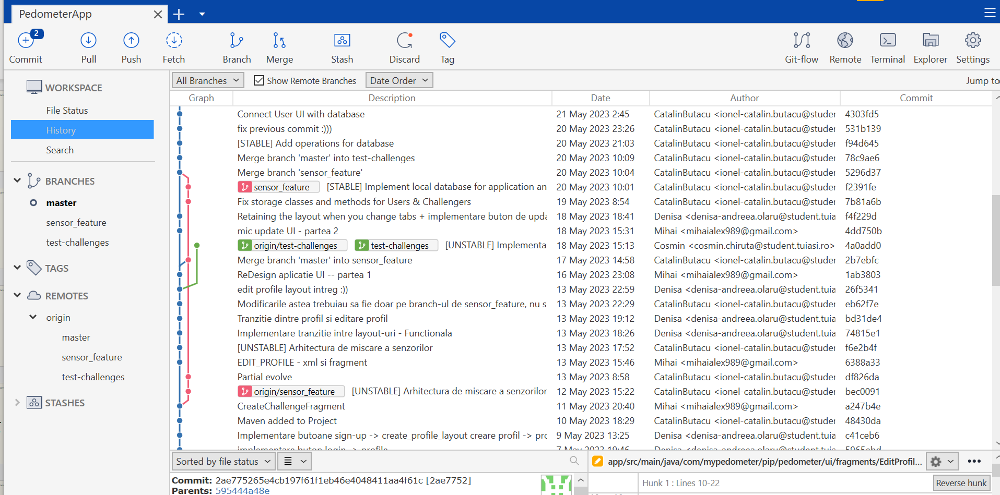 PedometerApp
2
Commit
Pull
Push
Fetch
Branch
Merge
Stash
Discard
Tag
Git-flow
Remote
Terminal
Explorer
Settings
WORKSPACE
File Status
History
Search
BRANCHES
master
sensor_feature
test-challenges
TAGS
REMOTES
origin
master
sensor_feature
test-challenges
STASHES
All Branches Show Remote Branches Date Order Jump to
Graph Description Date Author Commit
Connect User UI with database 21 May 2023 2:45 CatalinButacu <ionel-catalin.butacu@studer 4303fd5
fix previous commit :))) 20 May 2023 23:26 CatalinButacu <ionel-catalin.butacu@studer 531b139
[STABLE] Add operations for database 20 May 2023 21:03 CatalinButacu <ionel-catalin.butacu@studer f94d645
Merge branch 'master' into test-challenges 20 May 2023 10:09 CatalinButacu <ionel-catalin.butacu@studer 78c9ae6
Merge branch 'sensor_feature' 20 May 2023 10:04 CatalinButacu <ionel-catalin.butacu@studer 5296d37
sensor_feature [STABLE] Implement local database for application an 20 May 2023 10:01 CatalinButacu <ionel-catalin.butacu@studer f2391fe
Fix storage classes and methods for Users & Challengers 19 May 2023 8:54 CatalinButacu <ionel-catalin.butacu@studer 7b81a6b
Retaining the layout when you change tabs + implementare buton de upda 18 May 2023 18:41 Denisa <denisa-andreea.olaru@student.tuia f4f229d
mic update UI - partea 2 18 May 2023 15:31 Mihai <mihaialex989@gmail.com> 4dd750b
origin/test-challenges test-challenges [UNSTABLE] Implementa 18 May 2023 15:13 Cosmin <cosmin.chiruta@student.tuiasi.ro> 4a0add0
Merge branch 'master' into sensor_feature 17 May 2023 14:58 CatalinButacu <ionel-catalin.butacu@studer 2b7ebfc
ReDesign aplicatie UI -- partea 1 16 May 2023 23:08 Mihai <mihaialex989@gmail.com> 1ab3803
edit profile layout intreg :)) 13 May 2023 22:59 Denisa <denisa-andreea.olaru@student.tuia 26f5341
Modificarile astea trebuiau sa fie doar pe branch-ul de sensor_feature, nu s 13 May 2023 22:29 CatalinButacu <ionel-catalin.butacu@studer eb62f7e
Tranzitie dintre profil si editare profil 13 May 2023 19:12 Denisa <denisa-andreea.olaru@student.tuia bd31de4
Implementare tranzitie intre layout-uri - Functionala 13 May 2023 18:26 Denisa <denisa-andreea.olaru@student.tuia 74815e1
[UNSTABLE] Arhitectura de miscare a senzorilor 13 May 2023 17:52 CatalinButacu <ionel-catalin.butacu@studer f6e2b4f
EDIT_PROFILE - xml si fragment 13 May 2023 15:46 Mihai <mihaialex989@gmail.com> 6388a33
Partial evolve 13 May 2023 8:58 CatalinButacu <ionel-catalin.butacu@studer df826da
origin/sensor_feature [UNSTABLE] Arhitectura de miscare a senzorilor 12 May 2023 15:22 CatalinButacu <ionel-catalin.butacu@studer bec0091
CreateChallengeFragment 11 May 2023 20:40 Mihai <mihaialex989@gmail.com> a247b4e
Maven added to Project 10 May 2023 18:29 CatalinButacu <ionel-catalin.butacu@studer 48430da
Implementare butoane sign-up -> create_profile_layout creare profil -> pro 9 May 2023 13:25 Denisa <denisa-andreea.olaru@student.tuia c41ceb6
implementare buton login -> profile 7 May 2023 19:46 Denisa <denisa-andreea.olaru@student.tuia
Sorted by file status
Commit: 2ae775265e4cb197f61f1eb46e4048411aa4f61c [2ae7752]
Parents: 595444a48e
app/src/main/java/com/mypedometer/pip/pedometer/ui/fragments/EditProfil...
Hunk 1 : Lines 10-22
Reverse hunk